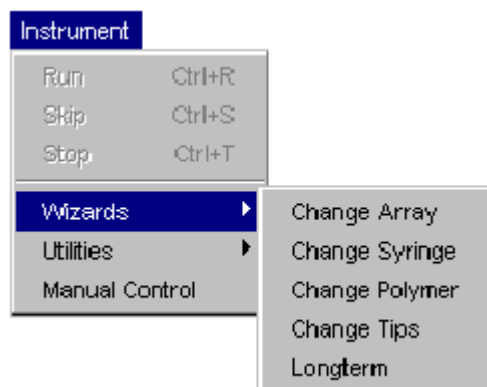 Instrument
Run Ctrl+R
Skip Ctrl+S
Stop Ctrl+T
Wizards
Utilities
Manual Control
Change Array
Change Syringe
Change Polymer
Change Tips
Longterm